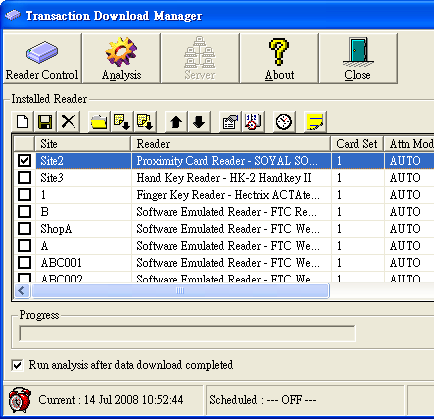 Transaction Download Manager
Reader Control Analysis Server About Close
Installed Reader
Site Reader Card Set Attn Mod
Site2 Proximity Card Reader - SOYAL SO... 1 AUTO
Site3 Hand Key Reader - HK-2 Handkey II 1 AUTO
1 Finger Key Reader - Hectrix ACTAte... 1 AUTO
B Software Emulated Reader - FTC Re... 1 AUTO
ShopA Software Emulated Reader - FTC We... 1 AUTO
A Software Emulated Reader - FTC We... 1 AUTO
ABC001 Software Emulated Reader - FTC We... 1 AUTO
ABC002 Software Emulated Reader - FTC We... 1 AUTO
Progress
Run analysis after data download completed
Current : 14 Jul 2008 10:52:44 Scheduled : --- OFF ---